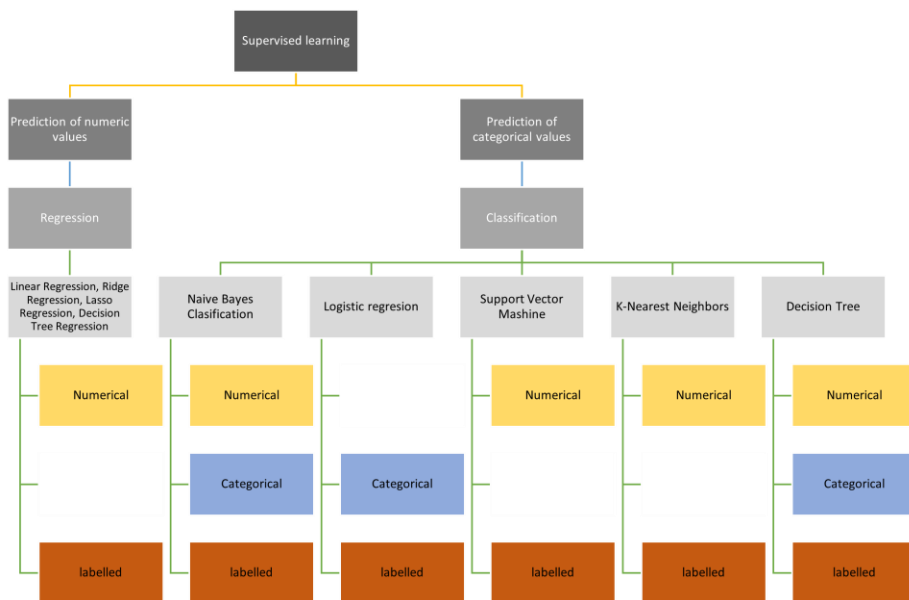 Supervised learning
Prediction of numeric
values
Prediction of
categorical values
Regression
Classification
Linear Regression, Ridge
Regression, Lasso
Regression, Decision
Tree Regression
Naive Bayes
Clasification
Logistic regresion
Support Vector
Mashine
K-Nearest Neighbors
Decision Tree
Numerical
Numerical
Numerical
Numerical
Numerical
Categorical
Categorical
Categorical
labelled
labelled
labelled
labelled
labelled
labelled